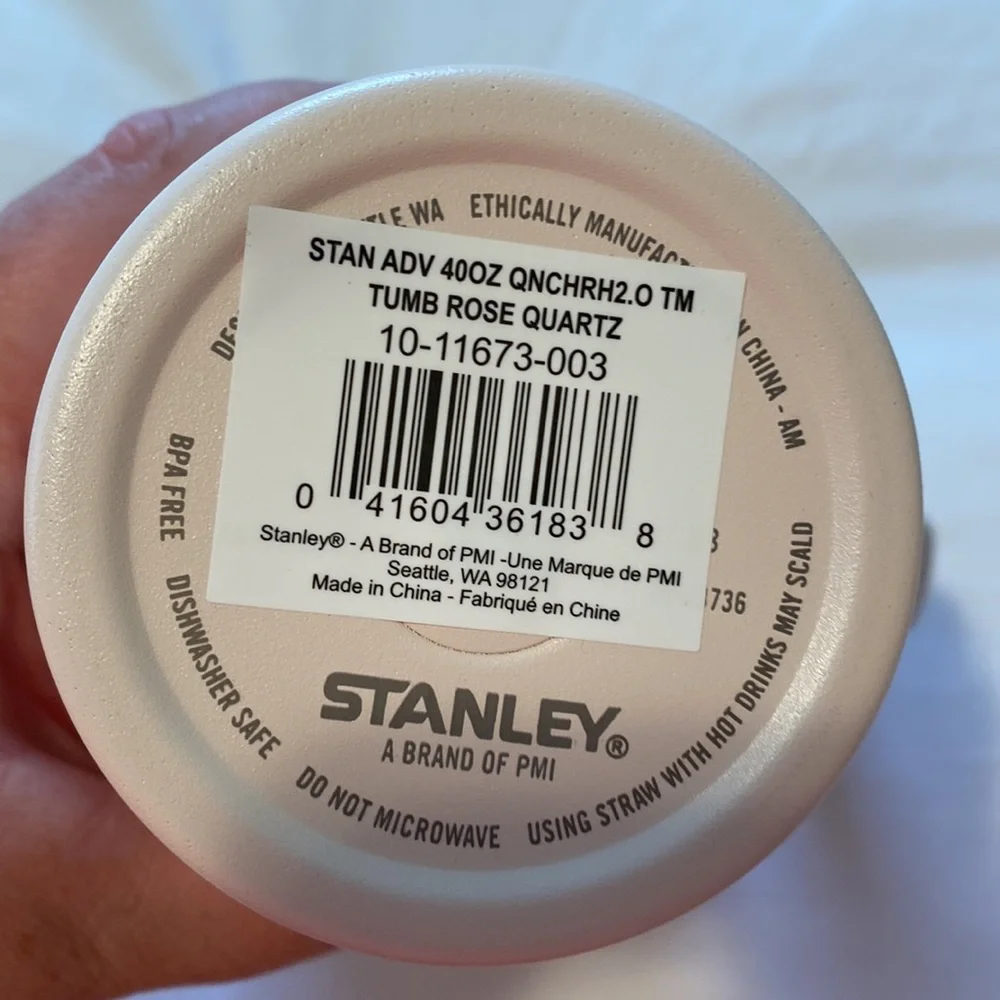 STAN ADV 40OZ QNCHRH2.O TM
TUMB ROSE QUARTZ
10-11673-003
0 41604 36183 8
Stanley® - A Brand of PMI -Une Marque de PMI
Seattle, WA 98121
Made in China - Fabriqué en Chine
WA
ETHICALLY
CHINA - AM
BPA FREE
DISHWASHER SAFE
DO NOT MICROWAVE
USING STRAW WITH HOT DRINKS MAY SCALD
STANLEY®
A BRAND OF PMI